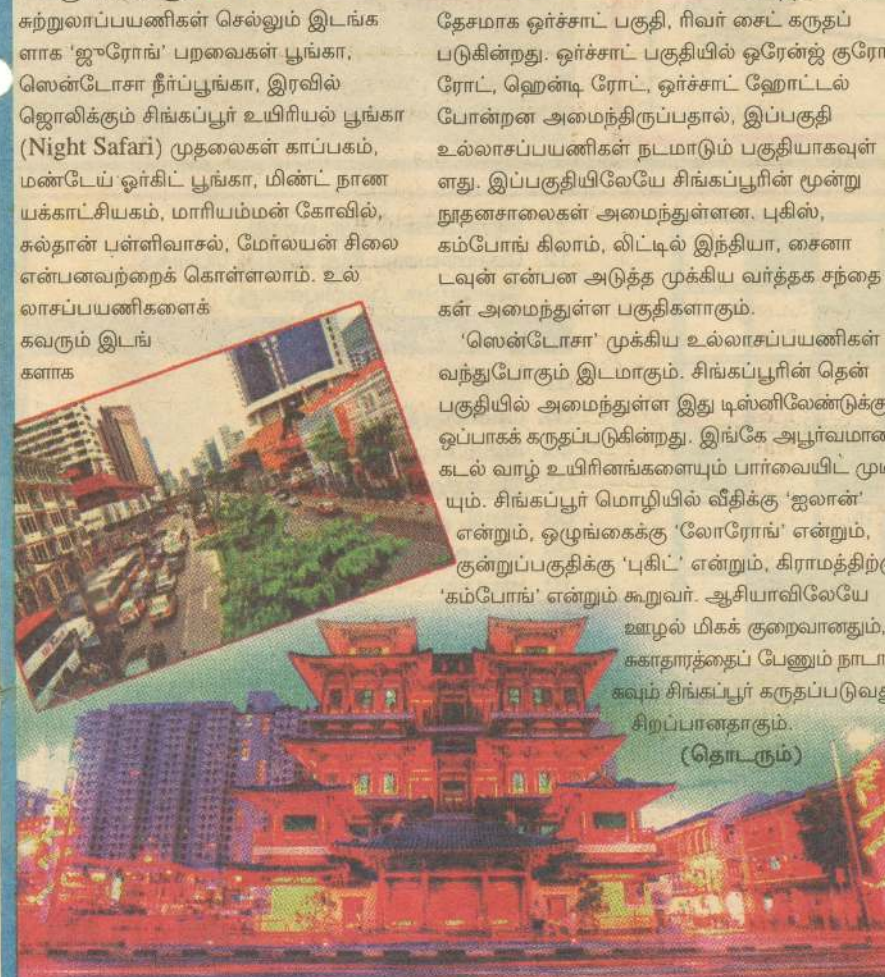 சுற்றுலாப்பயணிகள் செல்லும் இடங்க
ளாக 'ஜுரோங்' பறவைகள் பூங்கா,
ஸென்டோசா நீர்ப்பூங்கா, இரவில்
ஜொலிக்கும் சிங்கப்பூர் உயிரியல் பூங்கா
(Night Safari) முதலைகள் காப்பகம்,
மண்டேய் ஓர்கிட் பூங்கா, மிண்ட் நாண
யக்காட்சியகம், மாரியம்மன் கோவில்,
சுல்தான் பள்ளிவாசல், மேர்லயன் சிலை
என்பனவற்றைக் கொள்ளலாம். உல்
லாசப்பயணிகளைக்
கவரும் இடங்
களாக
தேசமாக ஒர்ச்சாட் பகுதி, ரிவர் சைட் கருதப்
படுகின்றது. ஒர்ச்சாட் பகுதியில் ஒரேன்ஜ் குரோ
ரோட், ஹென்டி ரோட், ஒர்ச்சாட் ஹோட்டல்
போன்றன அமைந்திருப்பதால், இப்பகுதி
உல்லாசப்பயணிகள் நடமாடும் பகுதியாகவுள்
ளது. இப்பகுதியிலேயே சிங்கப்பூரின் மூன்று
நூதனசாலைகள் அமைந்துள்ளன. புகிஸ்,
கம்போங் கிலாம், லிட்டில் இந்தியா, சைனா
டவுன் என்பன அடுத்த முக்கிய வர்த்தக சந்தை
கள் அமைந்துள்ள பகுதிகளாகும்.
'ஸென்டோசா' முக்கிய உல்லாசப்பயணிகள்
வந்துபோகும் இடமாகும். சிங்கப்பூரின் தென்
பகுதியில் அமைந்துள்ள இது டிஸ்னிலேண்டுக்கு
ஒப்பாகக் கருதப்படுகின்றது. இங்கே அபூர்வமான
கடல் வாழ் உயிரினங்களையும் பார்வையிட முடி
யும். சிங்கப்பூர் மொழியில் வீதிக்கு 'ஐலான்'
என்றும், ஒழுங்கைக்கு 'லோரோங்' என்றும்,
குன்றுப்பகுதிக்கு 'புகிட்' என்றும், கிராமத்திற்கு
'கம்போங்' என்றும் கூறுவர். ஆசியாவிலேயே
ஊழல் மிகக் குறைவானதும்,
சுகாதாரத்தைப் பேணும் நாடா
கவும் சிங்கப்பூர் கருதப்படுவது
சிறப்பானதாகும்.
(தொடரும்)